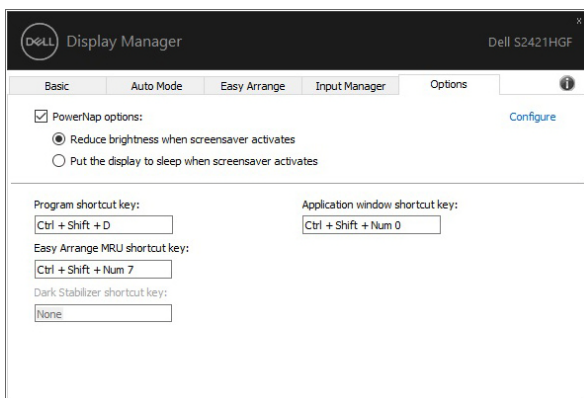 x
DELL Display Manager Dell S2421HGF
Basic Auto Mode Easy Arrange Input Manager Options i
PowerNap options: Configure
Reduce brightness when screensaver activates
Put the display to sleep when screensaver activates
Program shortcut key: Application window shortcut key:
Ctrl + Shift + D Ctrl + Shift + Num 0
Easy Arrange MRU shortcut key:
Ctrl + Shift + Num 7
Dark Stabilizer shortcut key:
None